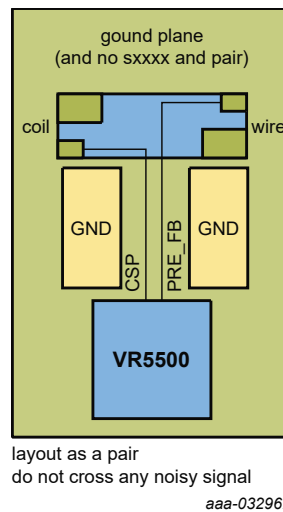 gound plane
(and no sxxxx and pair)
coil
wire
GND
CSP
PRE_FB
GND
VR5500
layout as a pair
do not cross any noisy signal
aaa-03296